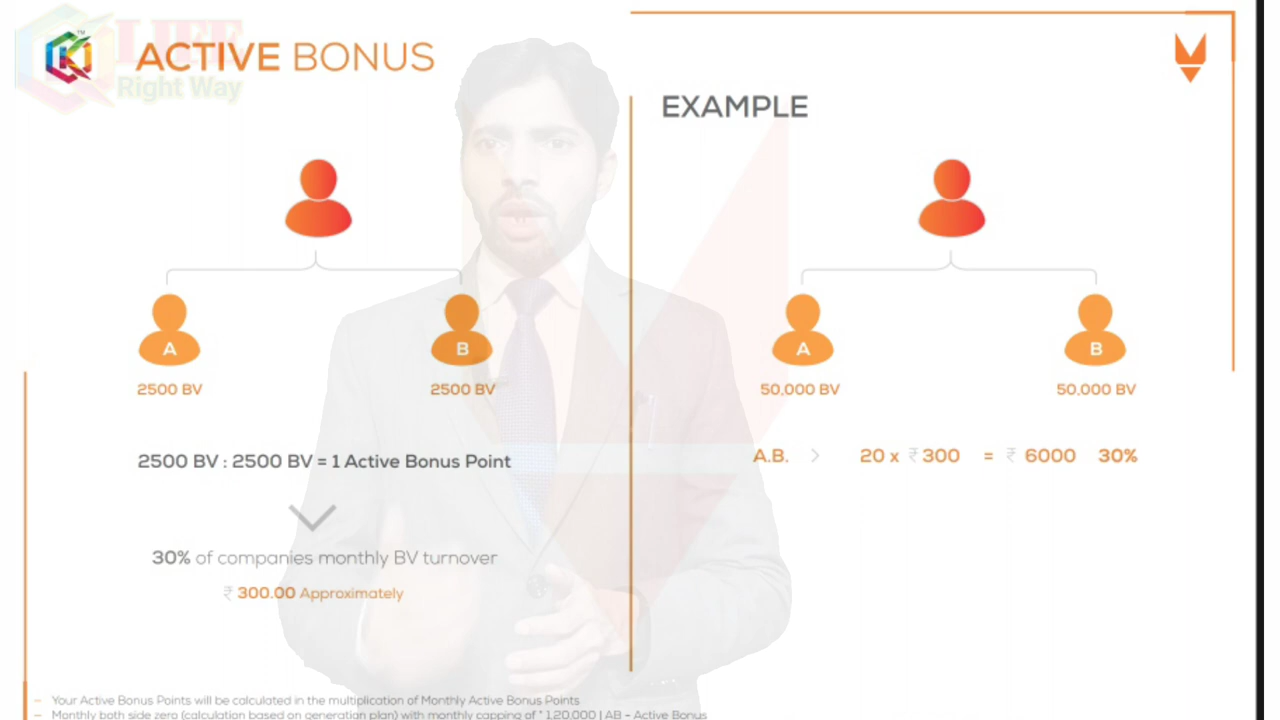 LIFE
Right Way
TM
ACTIVE BONUS
A
B
2500 BV
2500 BV
2500 BV : 2500 BV = 1 Active Bonus Point
30% of companies monthly BV turnover
₹ 300.00 Approximately
EXAMPLE
A
B
50,000 BV
50,000 BV
A.B. > 20 x ₹ 300 = ₹ 6000 30%
– Your Active Bonus Points will be calculated in the multiplication of Monthly Active Bonus Points
– Monthly both side zero (calculation based on generation plan) with monthly capping of * 1,20,000 | AB – Active Bonus